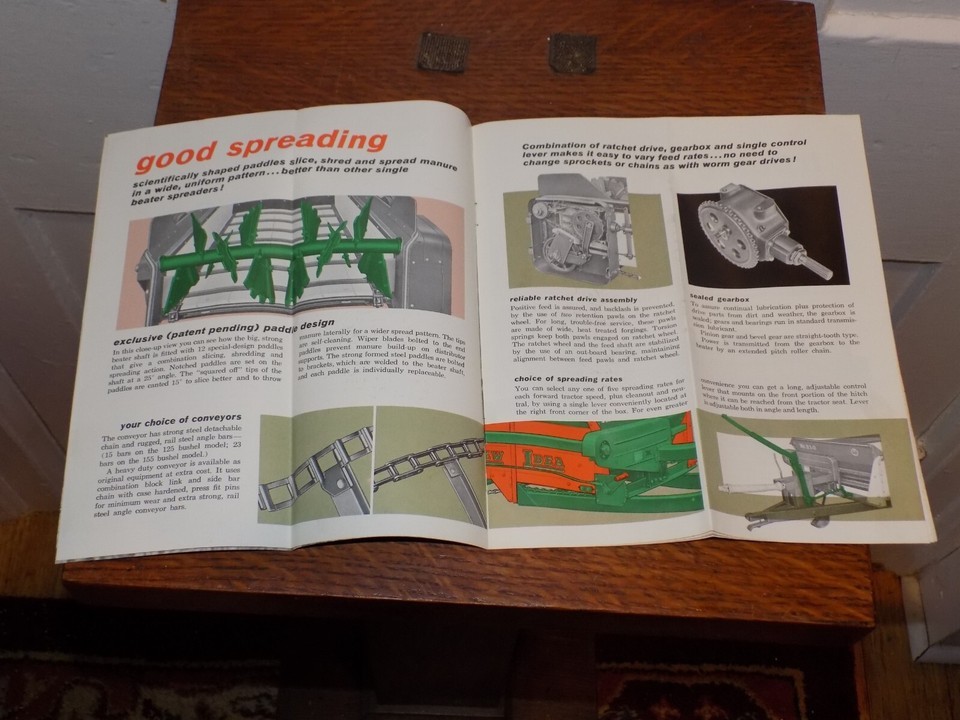 good spreading
scientifically shaped paddles slice, shred and spread manure
in a wide, uniform pattern...better than other single
beater spreaders!
exclusive (patent pending) paddle design
In this close-up view you can see how the big, strong
beater shaft is fitted with 12 special-design paddles
that give a combination slicing, shredding and
spreading action. Notched paddles are set on the
shaft at a 25° angle. The "squared off" tips of the
paddles are canted 15° to slice better and to throw
manure laterally for a wider spread pattern. The tips
are self-cleaning. Wiper blades bolted to the end
paddles prevent manure build-up on distributor
supports. The strong formed steel paddles are bolted
to brackets, which are welded to the beater shaft,
and each paddle is individually replaceable.
your choice of conveyors
The conveyor has strong steel detachable
chain and rugged, rail steel angle bars—
(15 bars on the 125 bushel model; 23
bars on the 155 bushel model.)
A heavy duty conveyor is available as
original equipment at extra cost. It uses
combination block link and side bar
chain with case hardened, press fit pins
for minimum wear and extra strong, rail
steel angle conveyor bars.
Combination of ratchet drive, gearbox and single control
lever makes it easy to vary feed rates...no need to
change sprockets or chains as with worm gear drives!
reliable ratchet drive assembly
Positive feed is assured, and backlash is prevented,
by the use of two retention pawls on the ratchet
wheel. For long, trouble-free service, these pawls
are made of wide, heat treated forgings. Torsion
springs keep both pawls engaged on ratchet wheel.
The ratchet wheel and the feed shaft are stabilized
by the use of an out-board bearing, maintaining
alignment between feed pawls and ratchet wheel.
sealed gearbox
To assure continual lubrication plus protection of
drive parts from dirt and weather, the gearbox is
sealed; gears and bearings run in standard transmis-
sion lubricant.
Pinion gear and bevel gear are straight-tooth type.
Power is transmitted from the gearbox to the
beater by an extended pitch roller chain.
choice of spreading rates
You can select any one of five spreading rates for
each forward tractor speed, plus cleanout and neu-
tral, by using a single lever conveniently located at
the right front corner of the box. For even greater
convenience you can get a long, adjustable control
lever that mounts on the front portion of the hitch
where it can be reached from the tractor seat. Lever
is adjustable both in angle and length.
IDEA